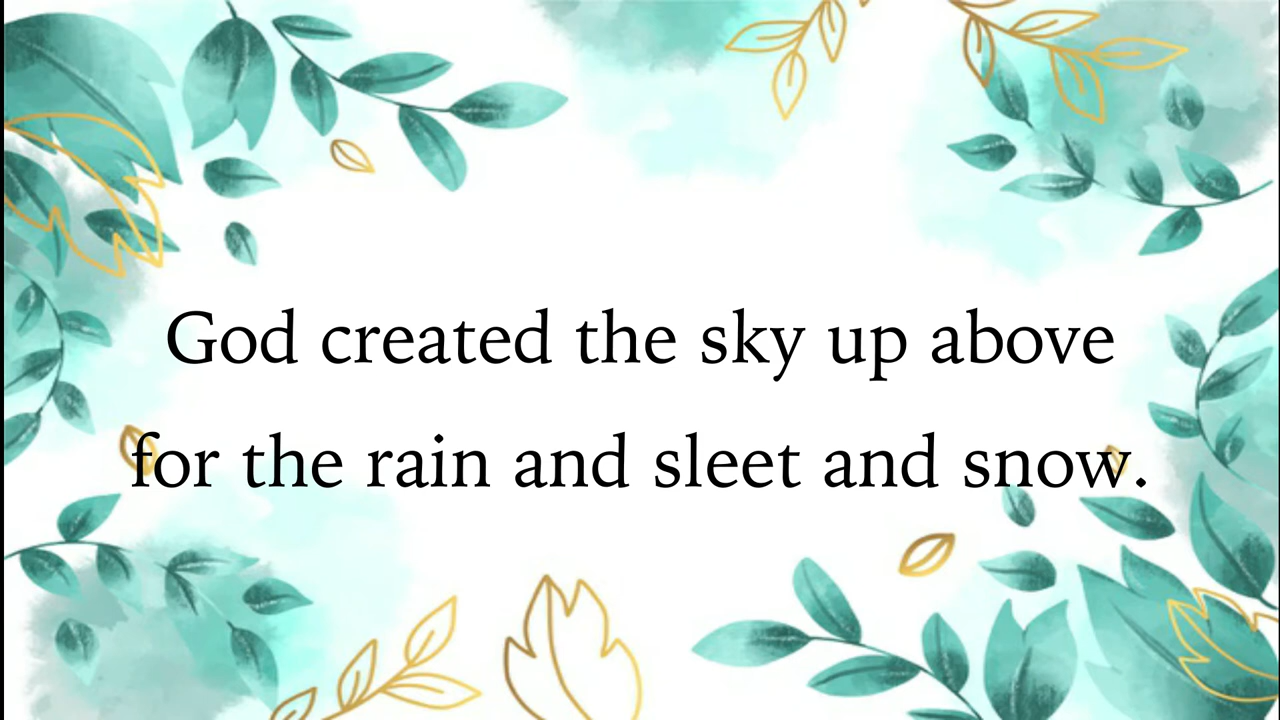 God created the sky up above
for the rain and sleet and snow.